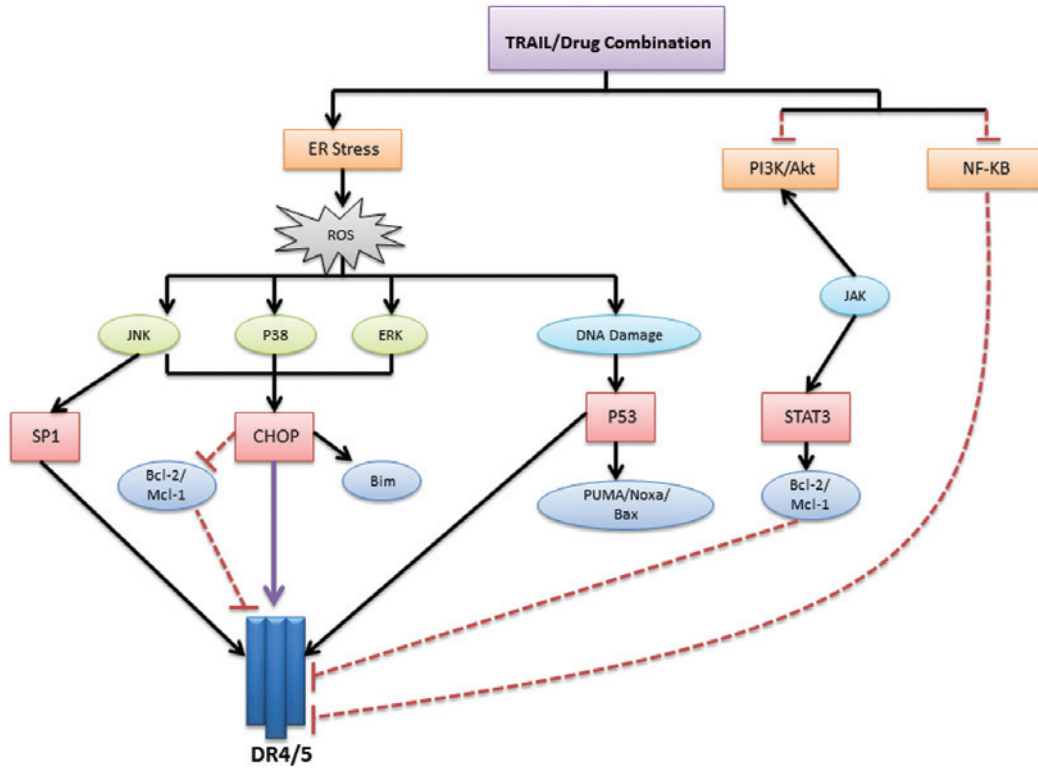 TRAIL/Drug Combination
ER Stress
PI3K/Akt
NF-KB
ROS
JAK
JNK
P38
ERK
DNA Damage
SP1
CHOP
P53
STAT3
Bcl-2/
Mcl-1
Bim
PUMA/Noxa/
Bax
Bcl-2/
Mcl-1
DR4/5